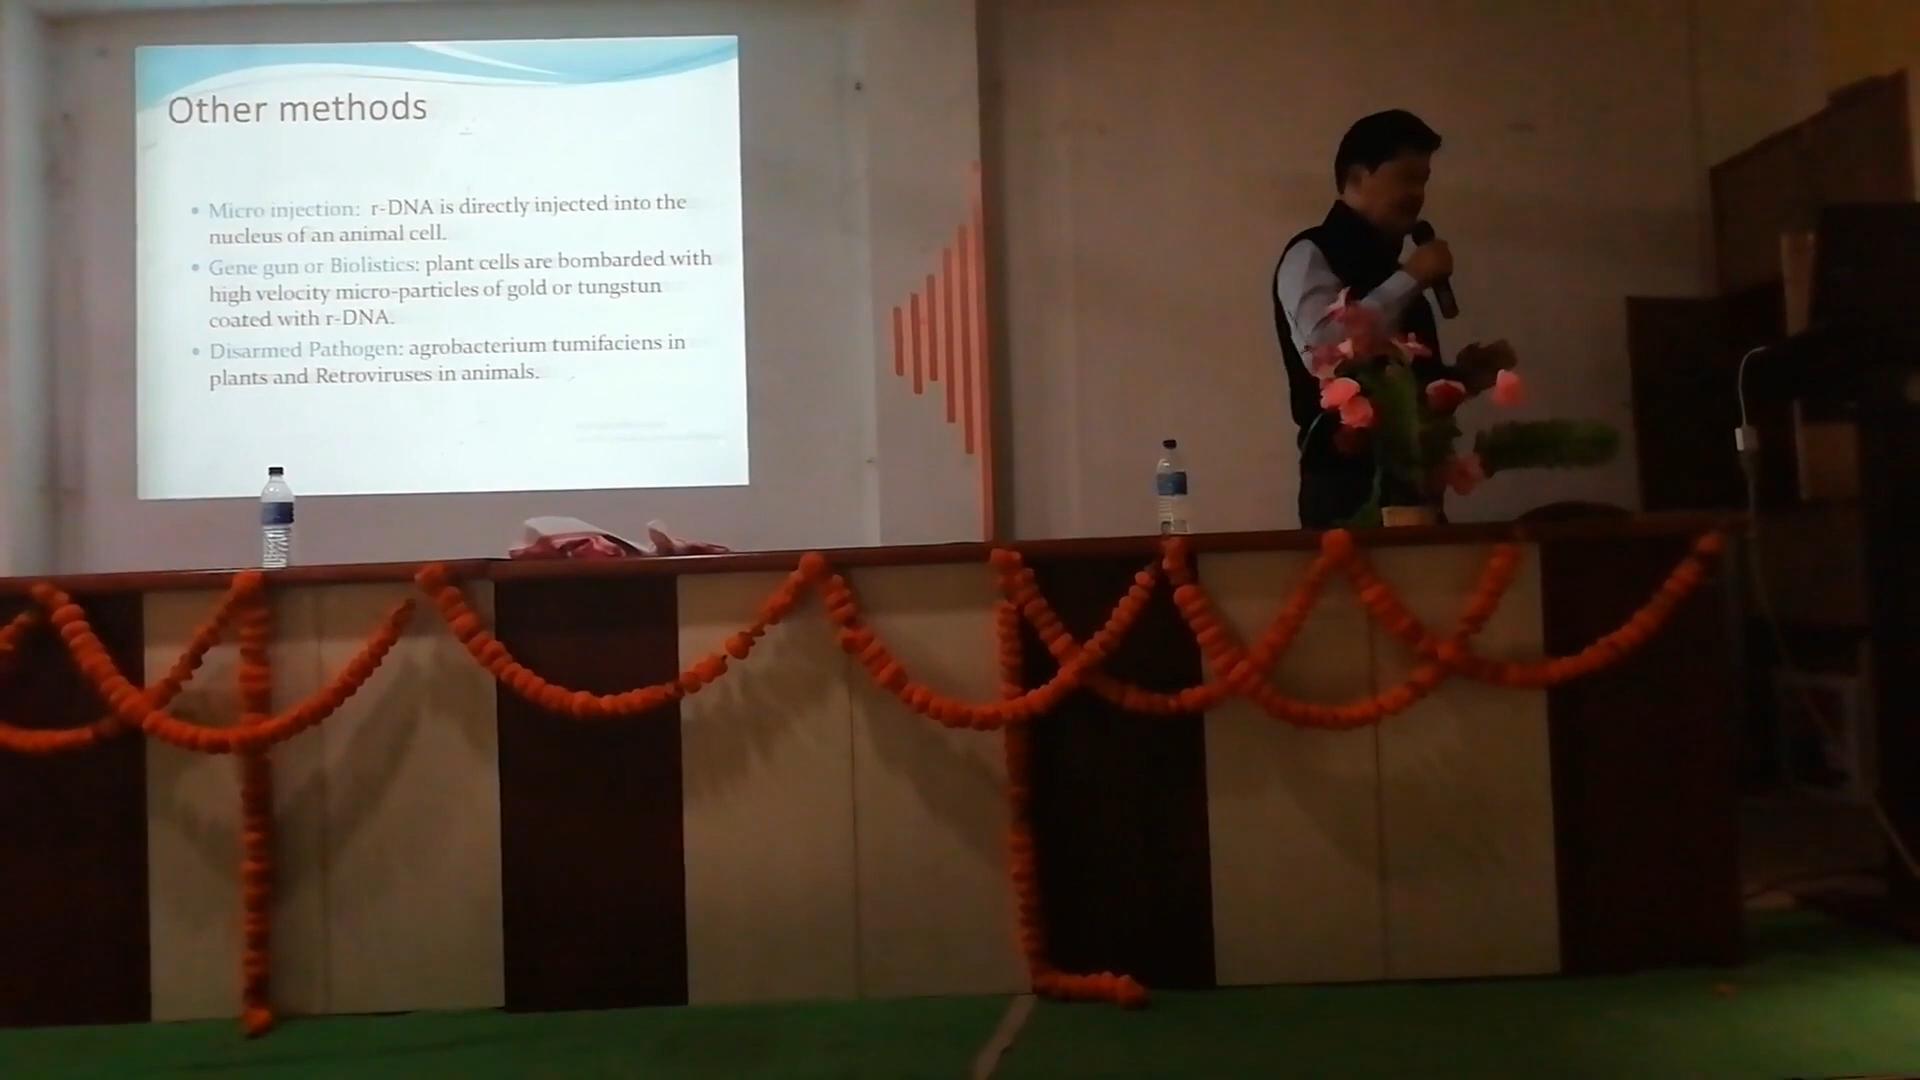 Other methods
• Micro injection: r-DNA is directly injected into the
nucleus of an animal cell.
• Gene gun or Biolistics: plant cells are bombarded with
high velocity micro-particles of gold or tungstun
coated with r-DNA.
• Disarmed Pathogen: agrobacterium tumifaciens in
plants and Retroviruses in animals.